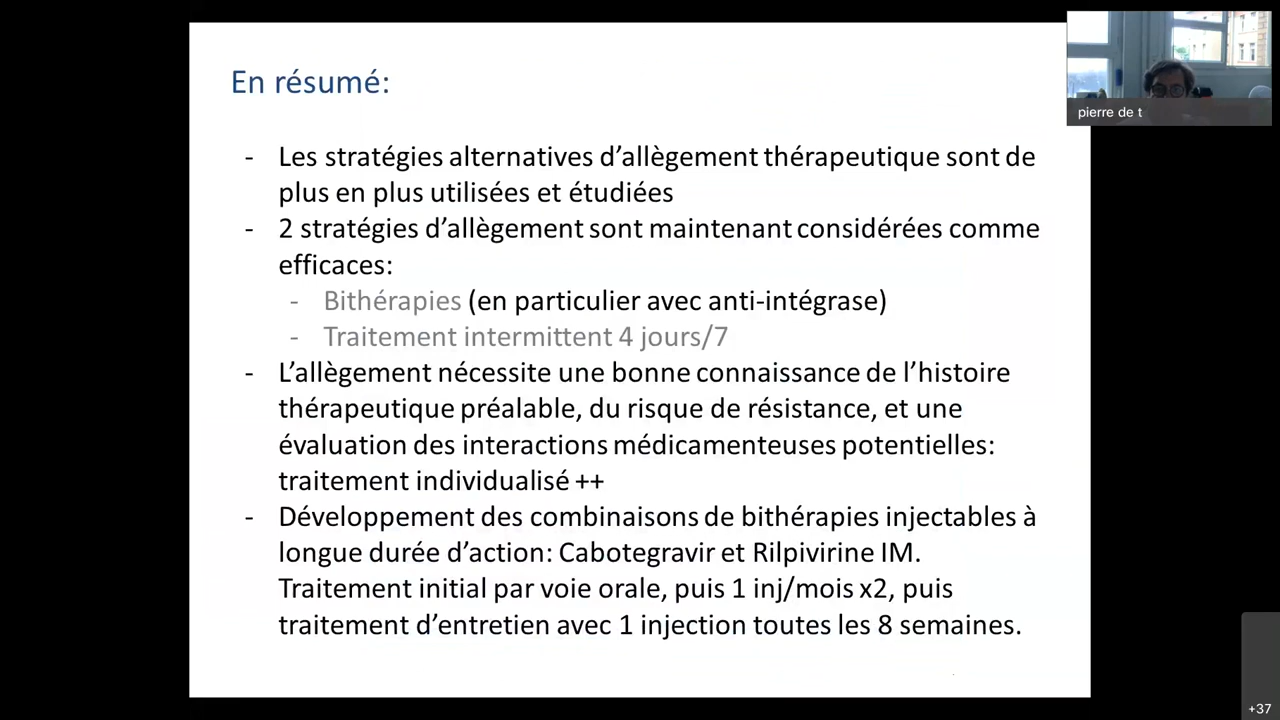 En résumé:
pierre de t
- Les stratégies alternatives d’allègement thérapeutique sont de
plus en plus utilisées et étudiées
- 2 stratégies d’allègement sont maintenant considérées comme
efficaces:
- Bithérapies (en particulier avec anti-intégrase)
- Traitement intermittent 4 jours/7
- L’allègement nécessite une bonne connaissance de l’histoire
thérapeutique préalable, du risque de résistance, et une
évaluation des interactions médicamenteuses potentielles:
traitement individualisé ++
- Développement des combinaisons de bithérapies injectables à
longue durée d’action: Cabotegravir et Rilpivirine IM.
Traitement initial par voie orale, puis 1 inj/mois x2, puis
traitement d’entretien avec 1 injection toutes les 8 semaines.
+37